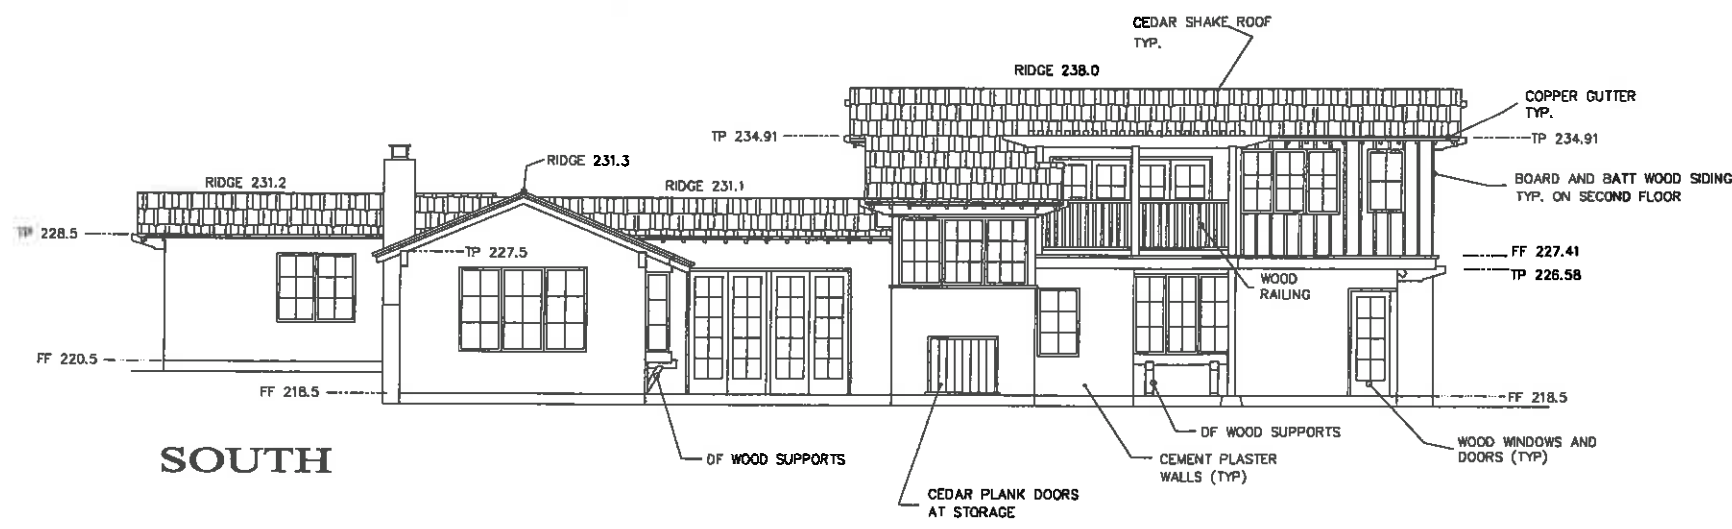 CEDAR SHAKE ROOF
TYP.
RIDGE 238.0
COPPER GUTTER
TYP.
TP 234.91
TP 234.91
RIDGE 231.3
RIDGE 231.2
RIDGE 231.1
BOARD AND BATT WOOD SIDING
TYP. ON SECOND FLOOR
TP 228.5
TP 227.5
FF 227.41
TP 226.58
WOOD
RAILING
FF 220.5
FF 218.5
FF 218.5
SOUTH
DF WOOD SUPPORTS
DF WOOD SUPPORTS
CEMENT PLASTER
WALLS (TYP)
WOOD WINDOWS AND
DOORS (TYP)
CEDAR PLANK DOORS
AT STORAGE